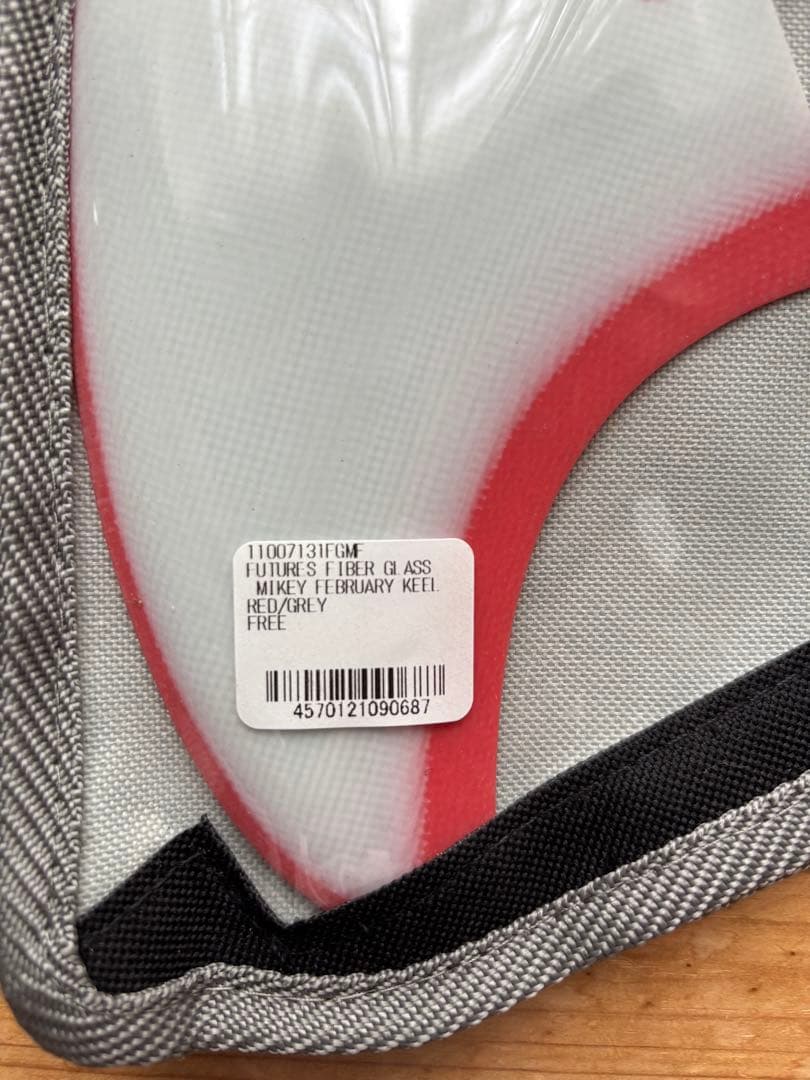 11007131FGMF
FUTURES FIBER GLASS
MIKEY FEBRUARY KEEL
RED/GREY
FREE
4570121090687